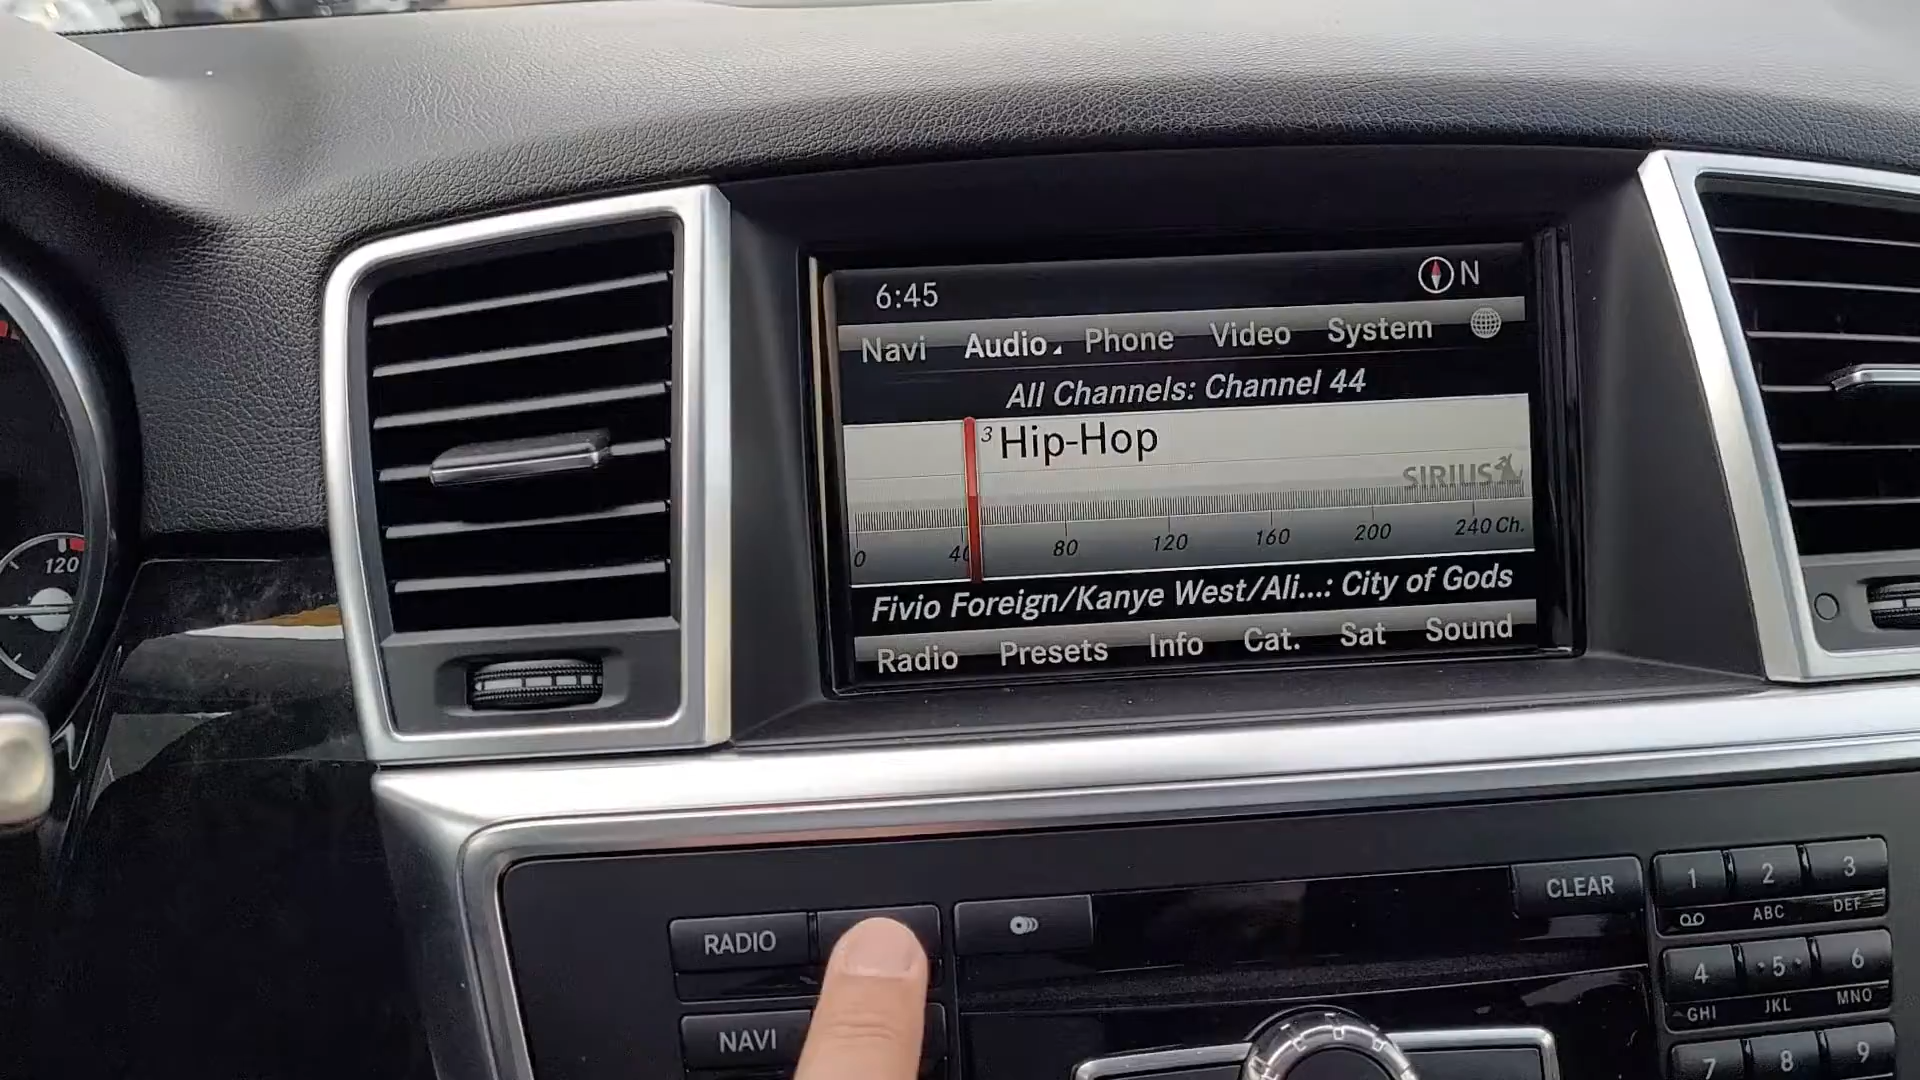 6:45 N
Navi Audio Phone Video System
All Channels: Channel 44
3 Hip-Hop
SIRIUS
0 40 80 120 160 200 240 Ch.
Fivio Foreign/Kanye West/Ali...: City of Gods
Radio Presets Info Cat. Sat Sound
120
RADIO
NAVI
CLEAR
1 2 3
ABC DEF
4 5 6
GHI JKL MNO
7 8 9